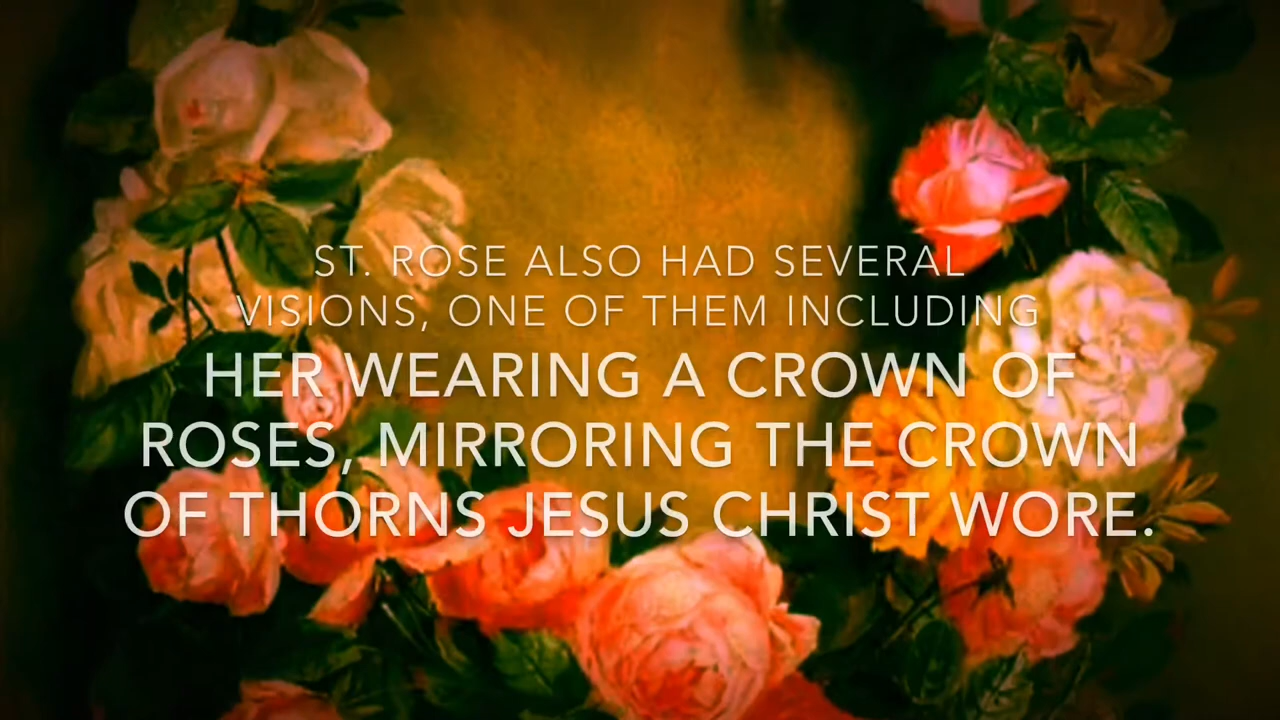 ST. ROSE ALSO HAD SEVERAL
VISIONS, ONE OF THEM INCLUDING
HER WEARING A CROWN OF
ROSES, MIRRORING THE CROWN
OF THORNS JESUS CHRIST WORE.